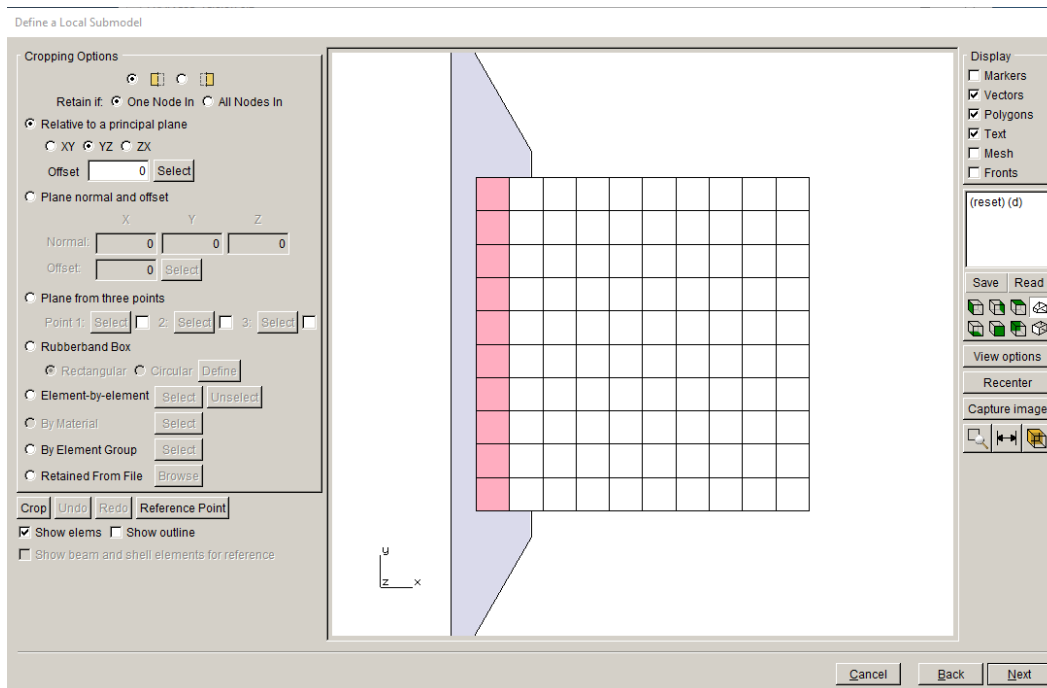 Define a Local Submodel
Cropping Options
Retain if: One Node In All Nodes In
Relative to a principal plane
XY YZ ZX
Offset 0 Select
Plane normal and offset
X Y Z
Normal: 0 0 0
Offset: 0 Select
Plane from three points
Point 1: Select 2: Select 3: Select
Rubberband Box
Rectangular Circular Define
Element-by-element Select Unselect
By Material Select
By Element Group Select
Retained From File Browse
Crop Undo Redo Reference Point
Show elems Show outline
Show beam and shell elements for reference
y
z x
Display
Markers
Vectors
Polygons
Text
Mesh
Fronts
(reset) (d)
Save Read
View options
Recenter
Capture image
Cancel Back Next